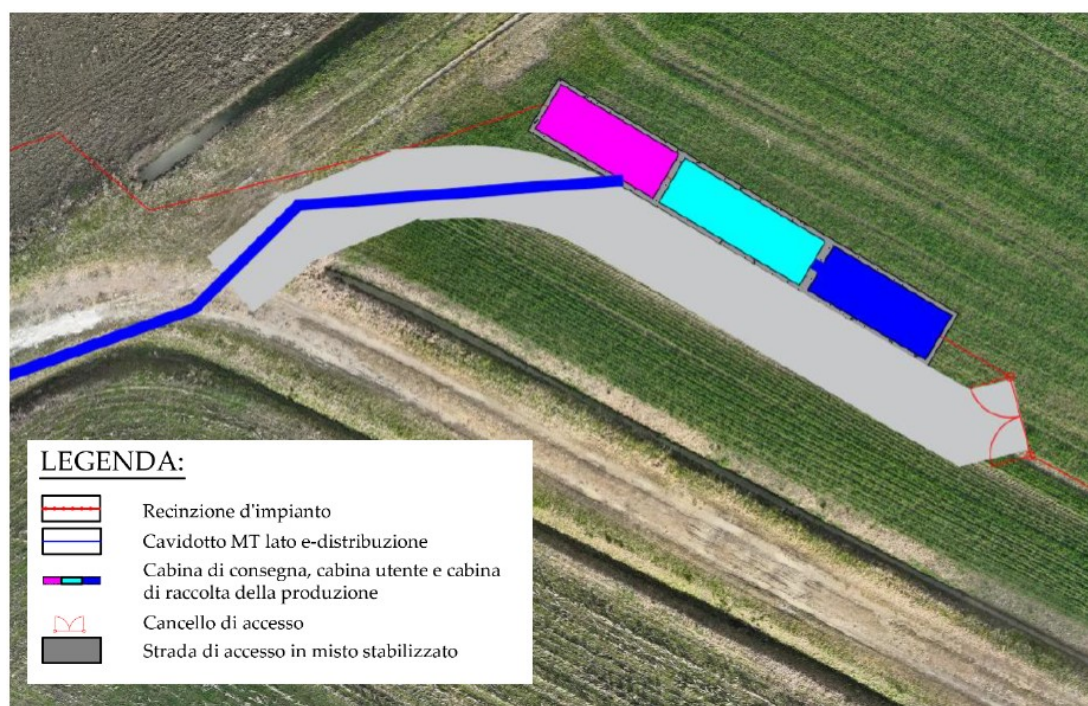 LEGENDA:
Recinzione d'impianto
Cavidotto MT lato e-distribuzione
Cabina di consegna, cabina utente e cabina
di raccolta della produzione
Cancello di accesso
Strada di accesso in misto stabilizzato